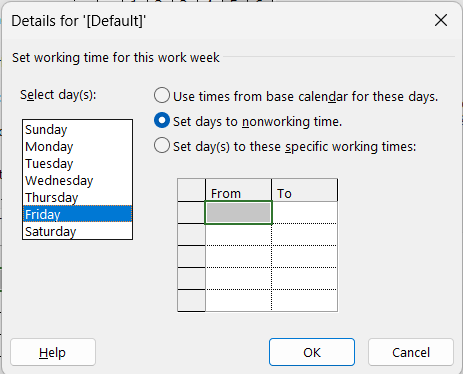 Details for '[Default]'
Set working time for this work week
Select day(s):
Sunday
Monday
Tuesday
Wednesday
Thursday
Friday
Saturday
Use times from base calendar for these days.
Set days to nonworking time.
Set day(s) to these specific working times:
From To
Help OK Cancel